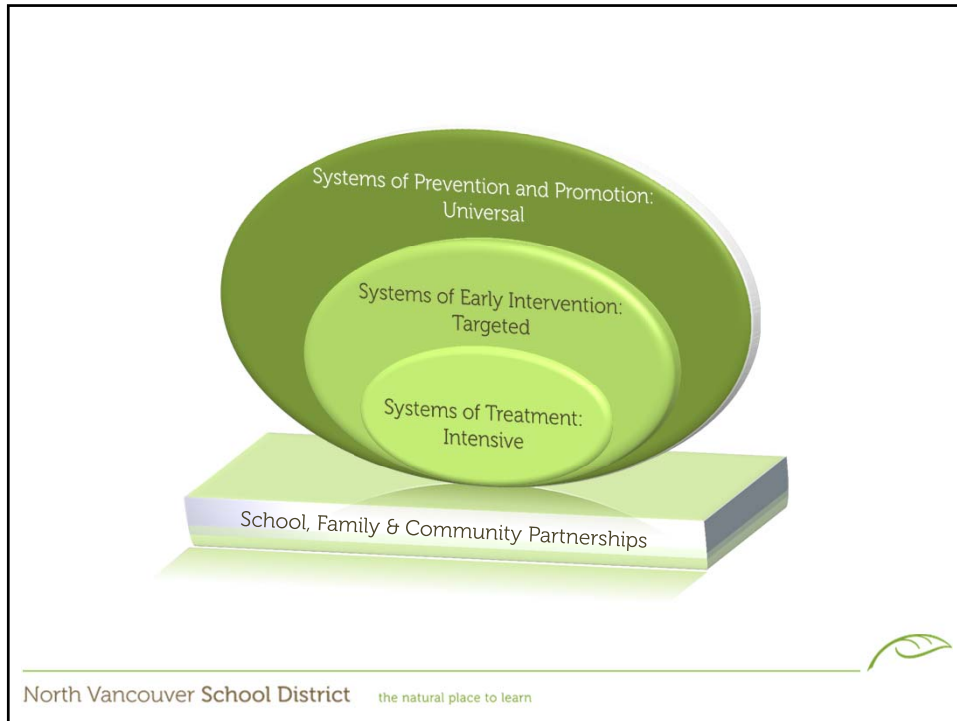 Systems of Prevention and Promotion:
Universal
Systems of Early Intervention:
Targeted
Systems of Treatment:
Intensive
School, Family & Community Partnerships
North Vancouver School District the natural place to learn